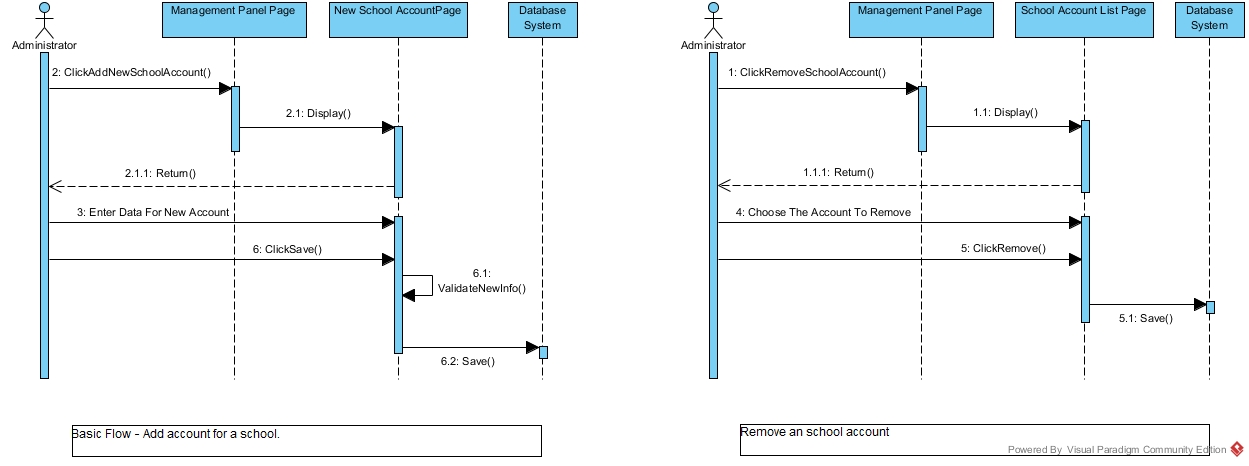 Management Panel Page
New School AccountPage
Database
System
Administrator
2: ClickAddNewSchoolAccount()
2.1: Display()
2.1.1: Return()
3: Enter Data For New Account
6: ClickSave()
6.1:
ValidateNewInfo()
6.2: Save()
Basic Flow - Add account for a school.
Management Panel Page
School Account List Page
Database
System
Administrator
1: ClickRemoveSchoolAccount()
1.1: Display()
1.1.1: Return()
4: Choose The Account To Remove
5: ClickRemove()
5.1: Save()
Remove an school account
Powered By Visual Paradigm Community Edition